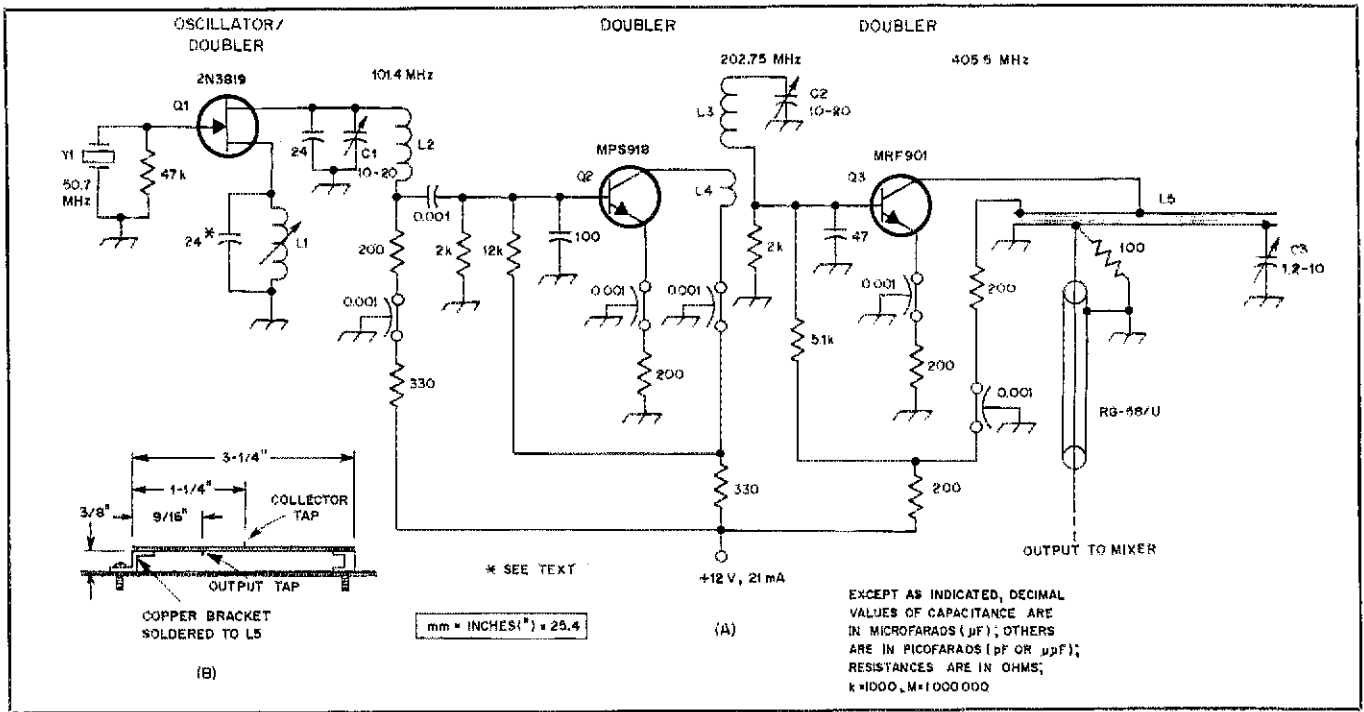 OSCILLATOR/
DOUBLER
DOUBLER
DOUBLER
2N3819
101.4 MHz
202.75 MHz
405.5 MHz
Q1
Y1
50.7
MHz
47k
24 *
L1
24
C1
10-20
L2
0.001
200
0.001
330
2k
12k
100
MPS918
Q2
0.001
200
L4
0.001
330
L3
C2
10-20
2k
5.1k
47
MRF901
Q3
0.001
200
200
0.001
200
L5
100
C3
1.2-10
RG-58/U
OUTPUT TO MIXER
+12 V, 21 mA
(A)
* SEE TEXT
mm = INCHES(") × 25.4
3-1/4"
1-1/4"
9/16"
3/8"
COLLECTOR
TAP
OUTPUT TAP
COPPER BRACKET
SOLDERED TO L5
(B)
EXCEPT AS INDICATED, DECIMAL
VALUES OF CAPACITANCE ARE
IN MICROFARADS (µF); OTHERS
ARE IN PICOFARADS (pF OR µµF);
RESISTANCES ARE IN OHMS;
k=1000, M=1000000